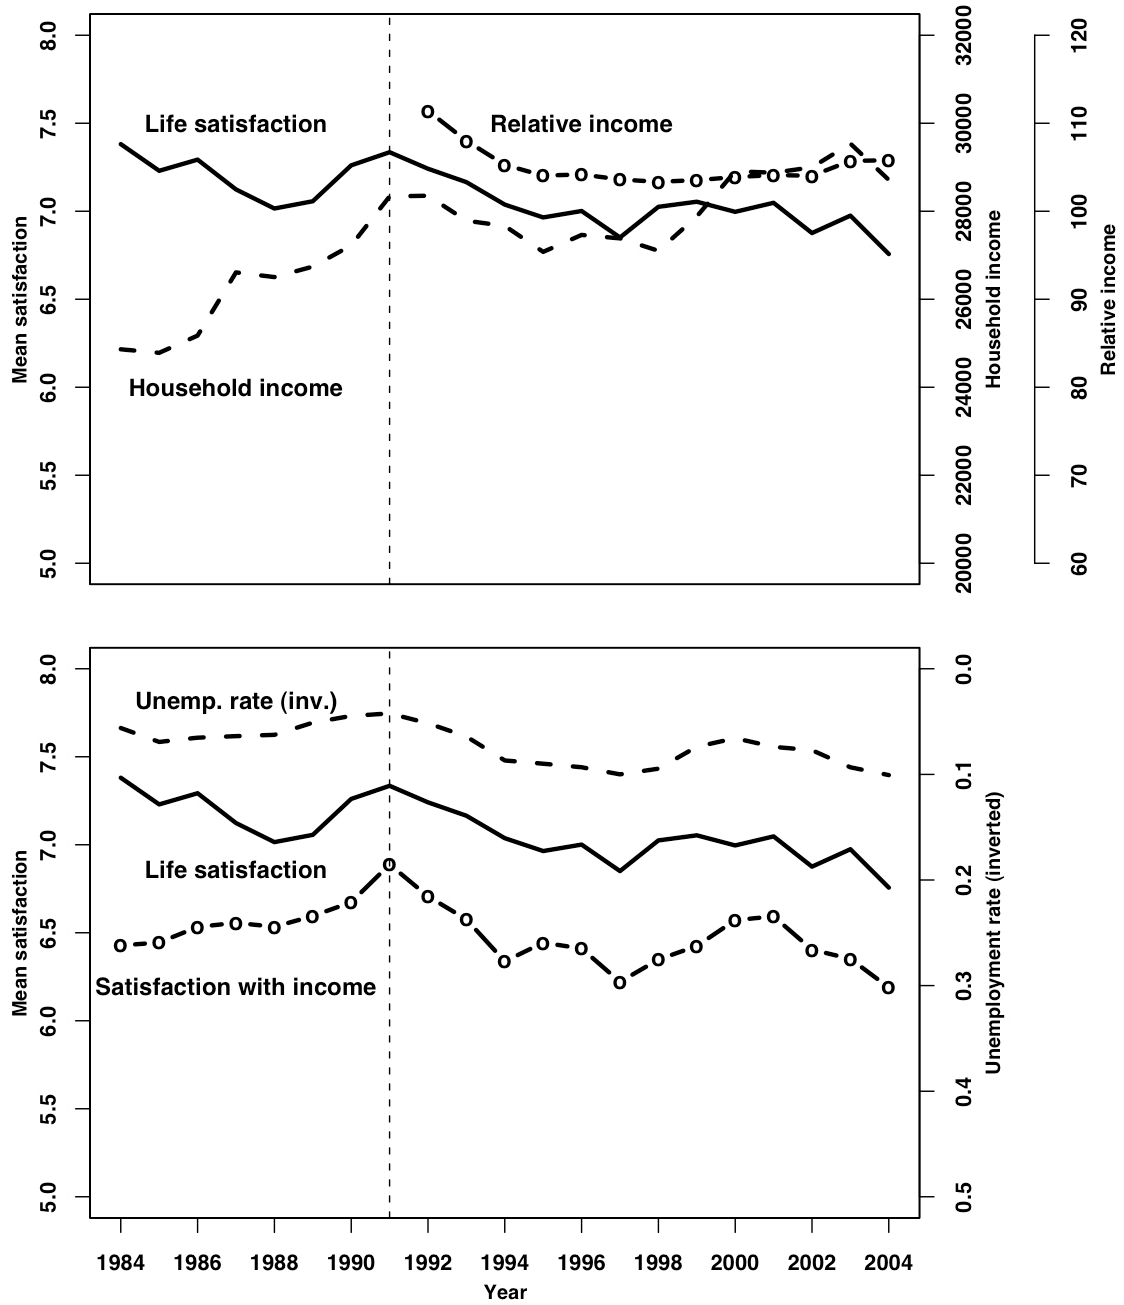 8.0
7.5
7.0
6.5
6.0
5.5
5.0
Mean satisfaction
Life satisfaction
Relative income
Household income
32000
30000
28000
26000
24000
22000
20000
Household income
120
110
100
90
80
70
60
Relative income
8.0
7.5
7.0
6.5
6.0
5.5
5.0
Mean satisfaction
Unemp. rate (inv.)
Life satisfaction
Satisfaction with income
0.0
0.1
0.2
0.3
0.4
0.5
Unemployment rate (inverted)
1984 1986 1988 1990 1992 1994 1996 1998 2000 2002 2004
Year